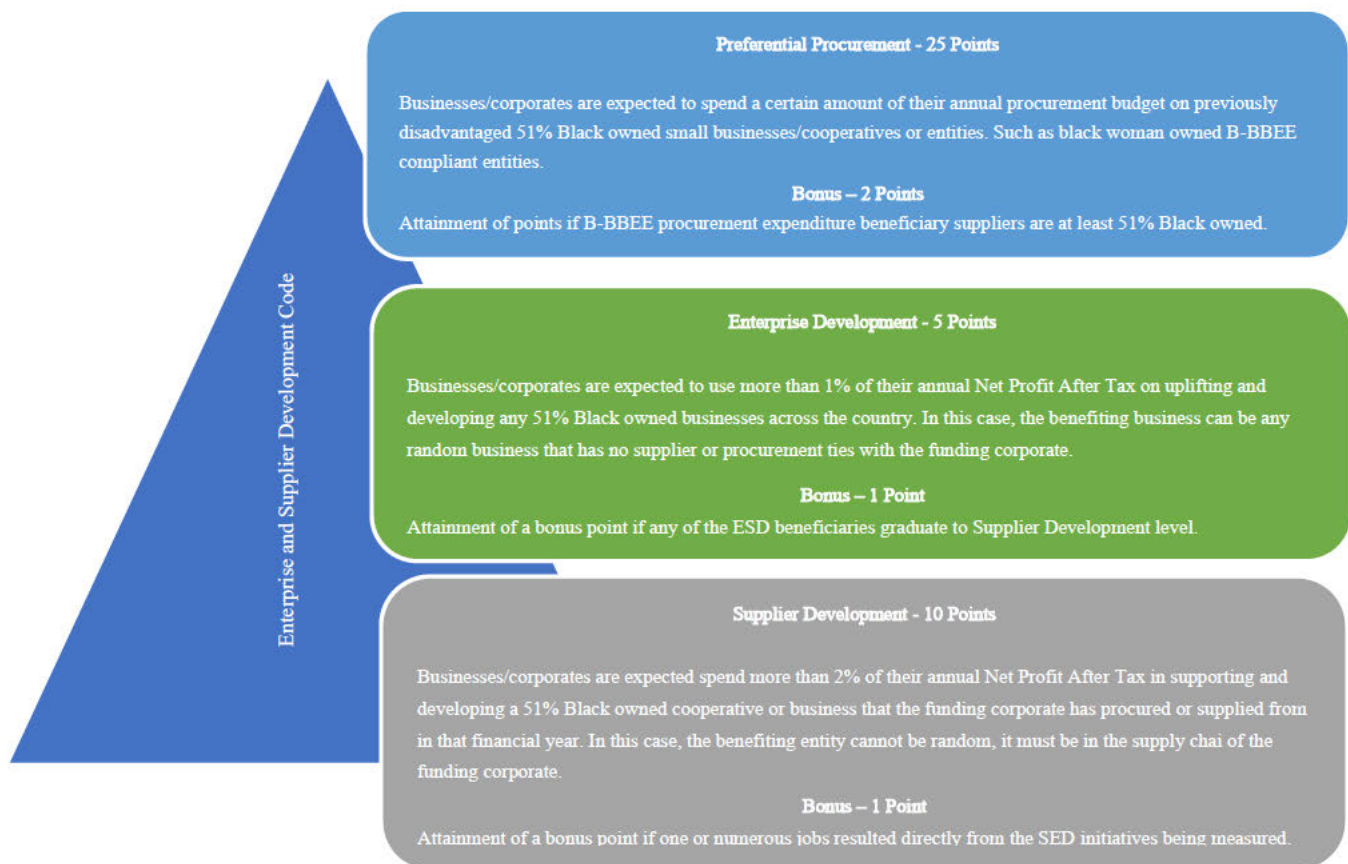 Preferential Procurement - 25 Points
Businesses/corporates are expected to spend a certain amount of their annual procurement budget on previously
disadvantaged 51% Black owned small businesses/cooperatives or entities. Such as black woman owned B-BBEE
compliant entities.
Bonus – 2 Points
Attainment of points if B-BBEE procurement expenditure beneficiary suppliers are at least 51% Black owned.
Enterprise and Supplier Development Code
Enterprise Development - 5 Points
Businesses/corporates are expected to use more than 1% of their annual Net Profit After Tax on uplifting and
developing any 51% Black owned businesses across the country. In this case, the benefiting business can be any
random business that has no supplier or procurement ties with the funding corporate.
Bonus – 1 Point
Attainment of a bonus point if any of the ESD beneficiaries graduate to Supplier Development level.
Supplier Development - 10 Points
Businesses/corporates are expected spend more than 2% of their annual Net Profit After Tax in supporting and
developing a 51% Black owned cooperative or business that the funding corporate has procured or supplied from
in that financial year. In this case, the benefiting entity cannot be random, it must be in the supply chai of the
funding corporate.
Bonus – 1 Point
Attainment of a bonus point if one or numerous jobs resulted directly from the SED initiatives being measured.